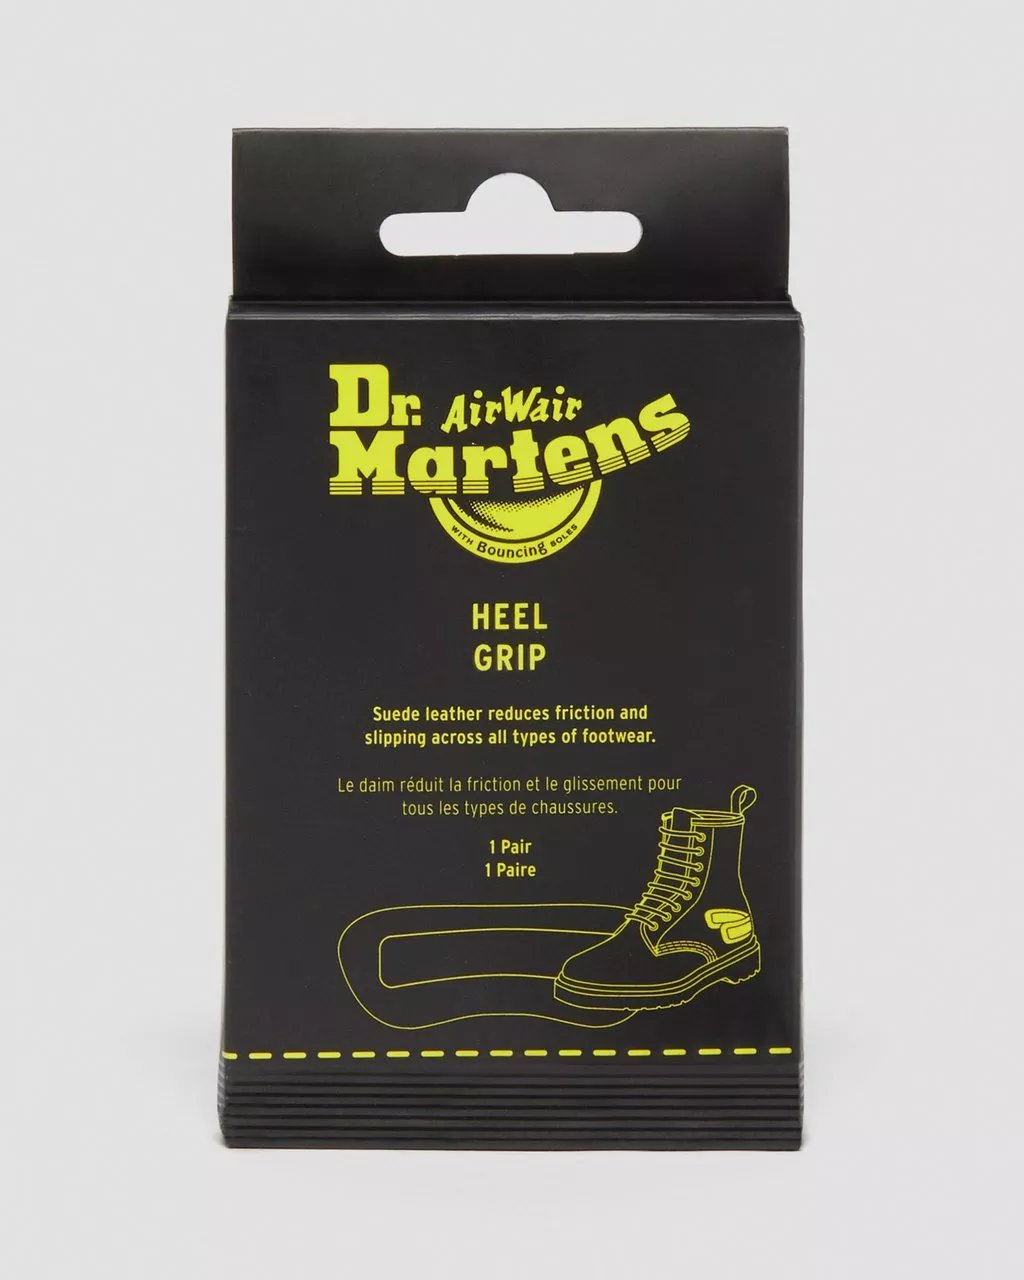 Dr. AirWair
Martens
WITH Bouncing SOLES
HEEL
GRIP
Suede leather reduces friction and
slipping across all types of footwear.
Le daim réduit la friction et le glissement pour
tous les types de chaussures.
1 Pair
1 Paire